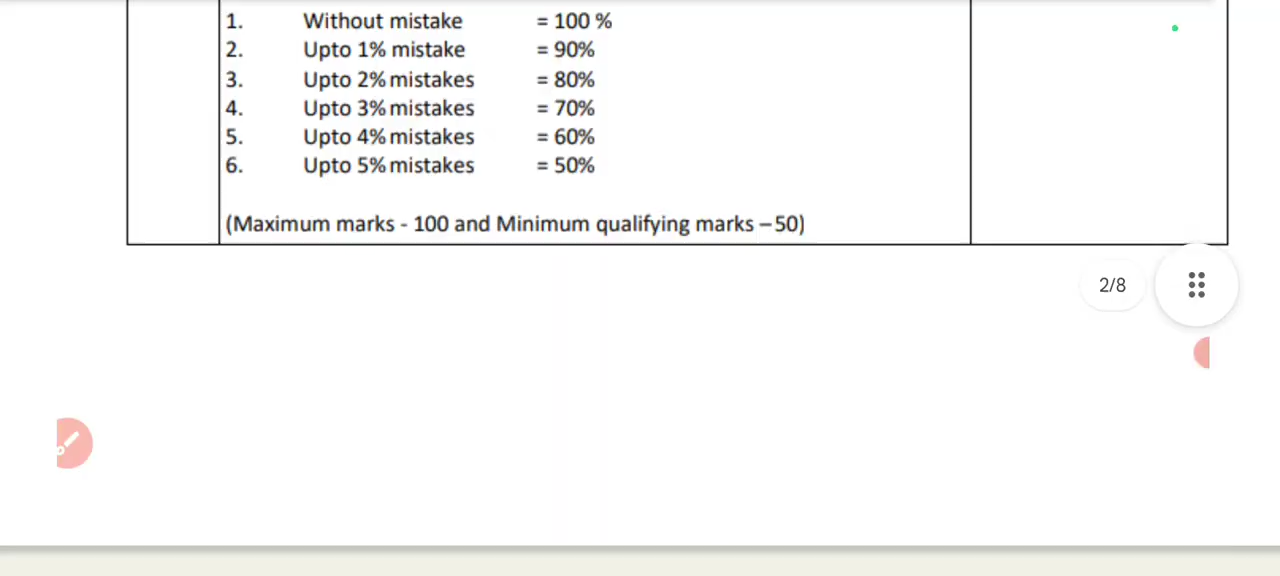 1. Without mistake = 100 %
2. Upto 1% mistake = 90%
3. Upto 2% mistakes = 80%
4. Upto 3% mistakes = 70%
5. Upto 4% mistakes = 60%
6. Upto 5% mistakes = 50%
(Maximum marks - 100 and Minimum qualifying marks – 50)
2/8